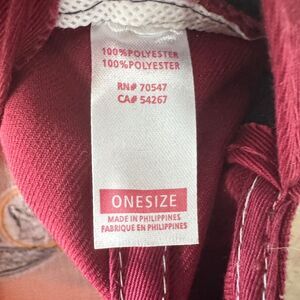 100%POLYESTER
100%POLYESTER
RN# 70547
CA# 54267
ONESIZE
MADE IN PHILIPPINES
FABRIQUE EN PHILIPPINES